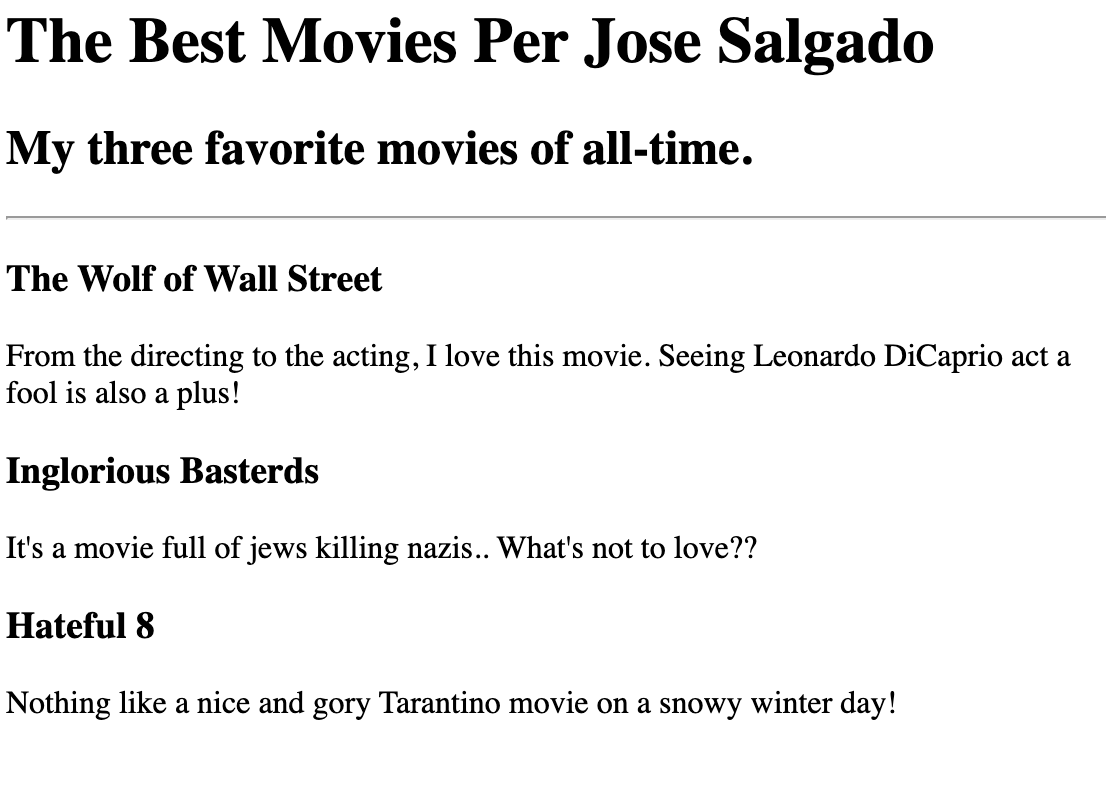 The Best Movies Per Jose Salgado
My three favorite movies of all-time.
The Wolf of Wall Street
From the directing to the acting, I love this movie. Seeing Leonardo DiCaprio act a
fool is also a plus!
Inglorious Basterds
It's a movie full of jews killing nazis.. What's not to love??
Hateful 8
Nothing like a nice and gory Tarantino movie on a snowy winter day!